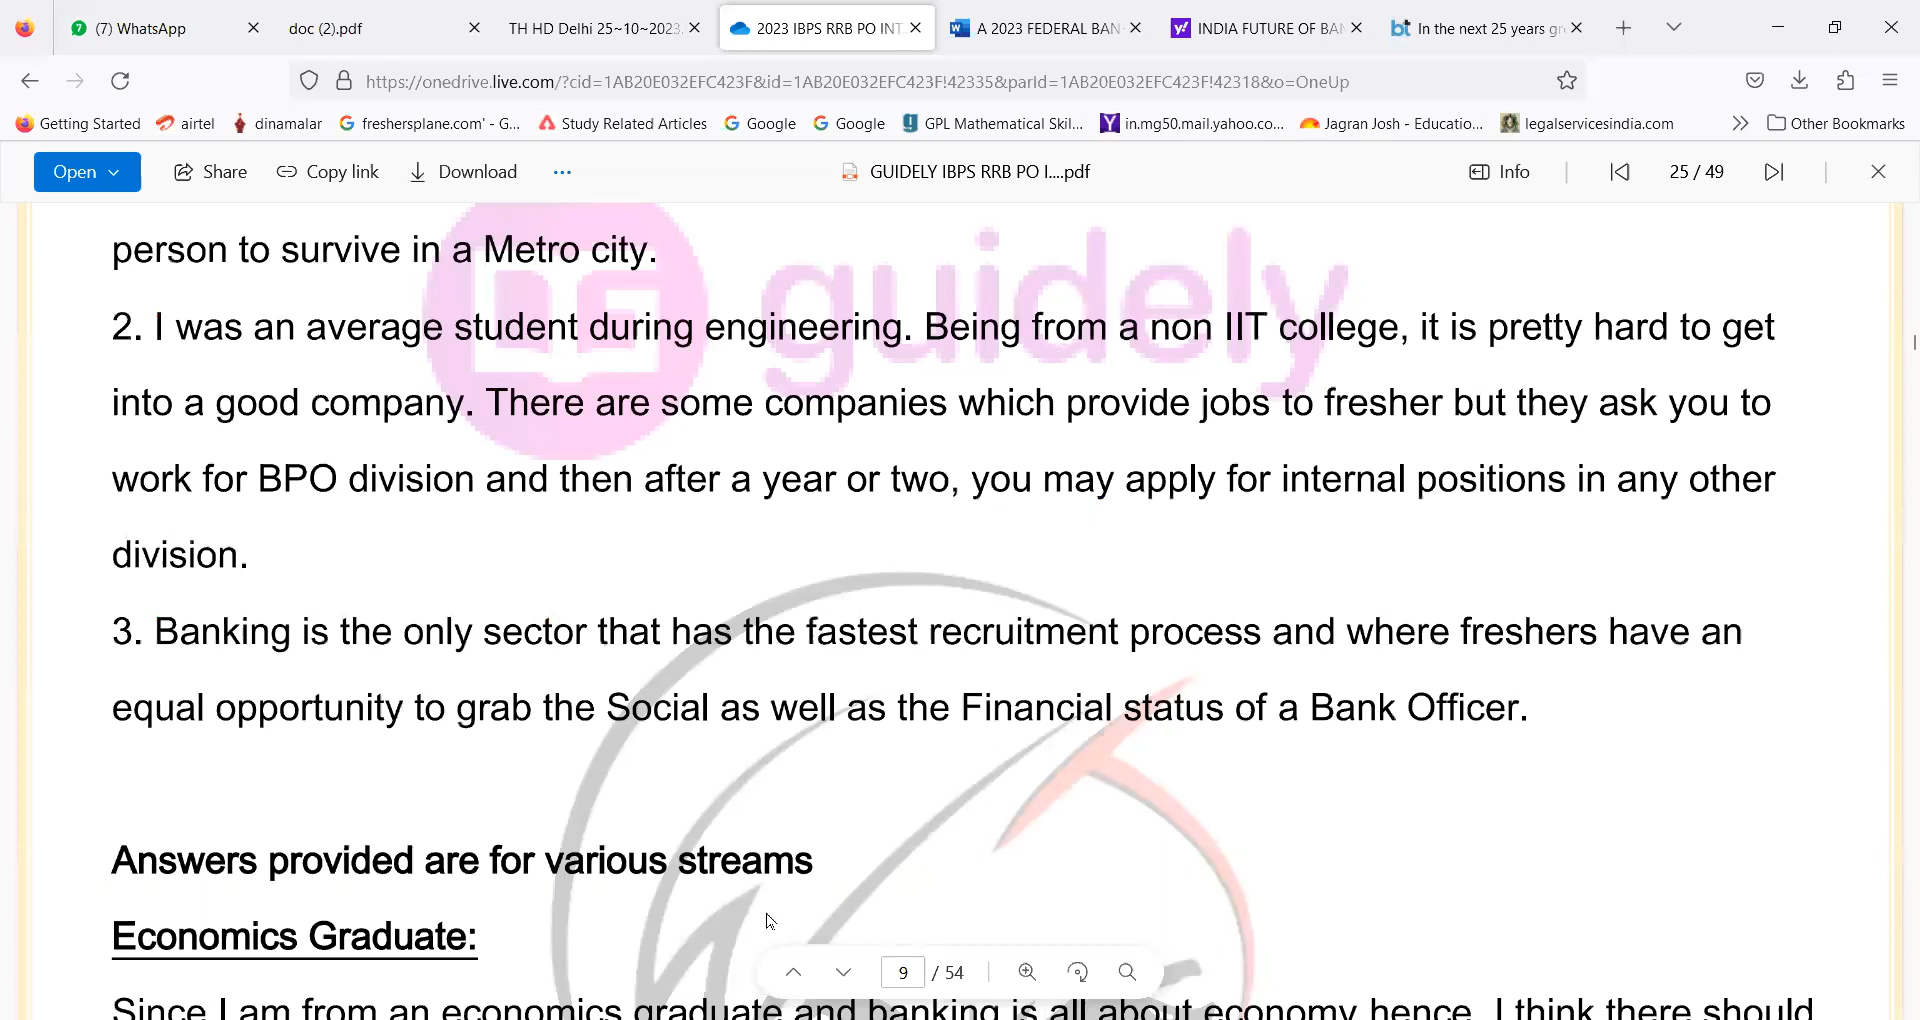 7
(7) WhatsApp
doc (2).pdf
TH HD Delhi 25~10~2023.
2023 IBPS RRB PO INT
A 2023 FEDERAL BAN
INDIA FUTURE OF BAN
bt In the next 25 years gr
https://onedrive.live.com/?cid=1AB20E032EFC423F&id=1AB20E032EFC423F!42335&parId=1AB20E032EFC423F!42318&o=OneUp
Getting Started
airtel
dinamalar
freshersplane.com' - G...
Study Related Articles
Google
Google
GPL Mathematical Skil...
in.mg50.mail.yahoo.co...
Jagran Josh - Educatio...
legalservicesindia.com
Other Bookmarks
Open
Share
Copy link
Download
GUIDELY IBPS RRB PO I....pdf
Info
25 / 49
guidely
person to survive in a Metro city.
2. I was an average student during engineering. Being from a non IIT college, it is pretty hard to get
into a good company. There are some companies which provide jobs to fresher but they ask you to
work for BPO division and then after a year or two, you may apply for internal positions in any other
division.
3. Banking is the only sector that has the fastest recruitment process and where freshers have an
equal opportunity to grab the Social as well as the Financial status of a Bank Officer.
Answers provided are for various streams
Economics Graduate:
9 / 54
Since I am from an economics graduate and banking is all about economy hence, I think there should